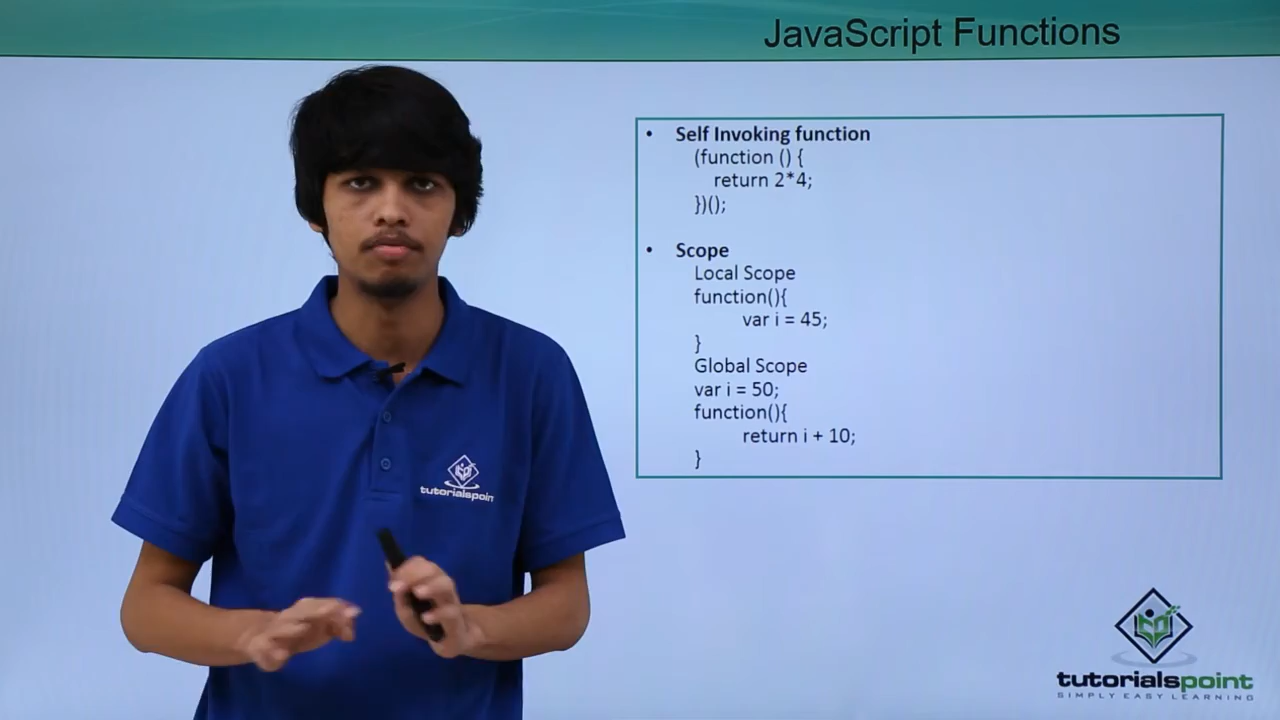 JavaScript Functions
• Self Invoking function
(function () {
return 2*4;
})();
• Scope
Local Scope
function(){
var i = 45;
}
Global Scope
var i = 50;
function(){
return i + 10;
}
tutorialspoint
tutorialspoint
SIMPLY EASY LEARNING